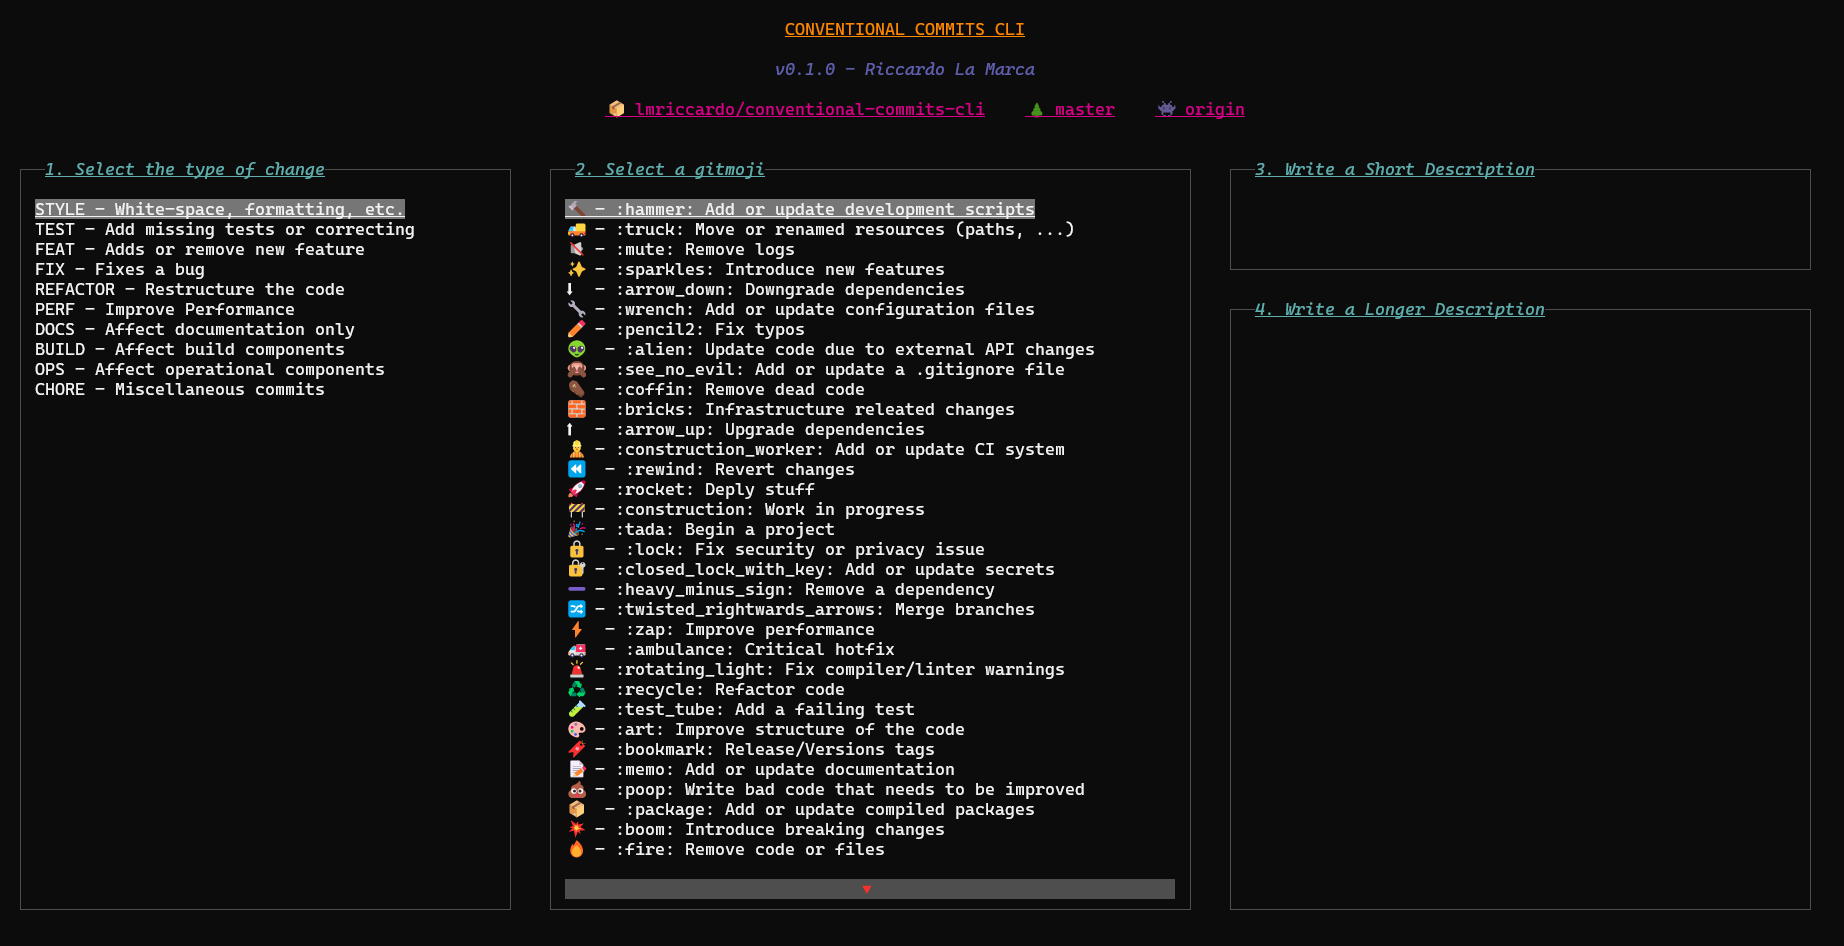 CONVENTIONAL COMMITS CLI
v0.1.0 - Riccardo La Marca
📦 lmriccardo/conventional-commits-cli 🌲 master 👾 origin
1. Select the type of change
STYLE - White-space, formatting, etc.
TEST - Add missing tests or correcting
FEAT - Adds or remove new feature
FIX - Fixes a bug
REFACTOR - Restructure the code
PERF - Improve Performance
DOCS - Affect documentation only
BUILD - Affect build components
OPS - Affect operational components
CHORE - Miscellaneous commits
2. Select a gitmoji
🔨 - :hammer: Add or update development scripts
🚚 - :truck: Move or renamed resources (paths, ...)
🔇 - :mute: Remove logs
✨ - :sparkles: Introduce new features
⬇ - :arrow_down: Downgrade dependencies
🔧 - :wrench: Add or update configuration files
✏️ - :pencil2: Fix typos
👽 - :alien: Update code due to external API changes
🙈 - :see_no_evil: Add or update a .gitignore file
⚰️ - :coffin: Remove dead code
🧱 - :bricks: Infrastructure releated changes
⬆ - :arrow_up: Upgrade dependencies
👷 - :construction_worker: Add or update CI system
⏪ - :rewind: Revert changes
🚀 - :rocket: Deply stuff
🚧 - :construction: Work in progress
🎉 - :tada: Begin a project
🔒 - :lock: Fix security or privacy issue
🔐 - :closed_lock_with_key: Add or update secrets
➖ - :heavy_minus_sign: Remove a dependency
🔀 - :twisted_rightwards_arrows: Merge branches
⚡ - :zap: Improve performance
🚑 - :ambulance: Critical hotfix
🚨 - :rotating_light: Fix compiler/linter warnings
♻️ - :recycle: Refactor code
🧪 - :test_tube: Add a failing test
🎨 - :art: Improve structure of the code
🔖 - :bookmark: Release/Versions tags
📝 - :memo: Add or update documentation
💩 - :poop: Write bad code that needs to be improved
📦 - :package: Add or update compiled packages
💥 - :boom: Introduce breaking changes
🔥 - :fire: Remove code or files
▼
3. Write a Short Description
4. Write a Longer Description